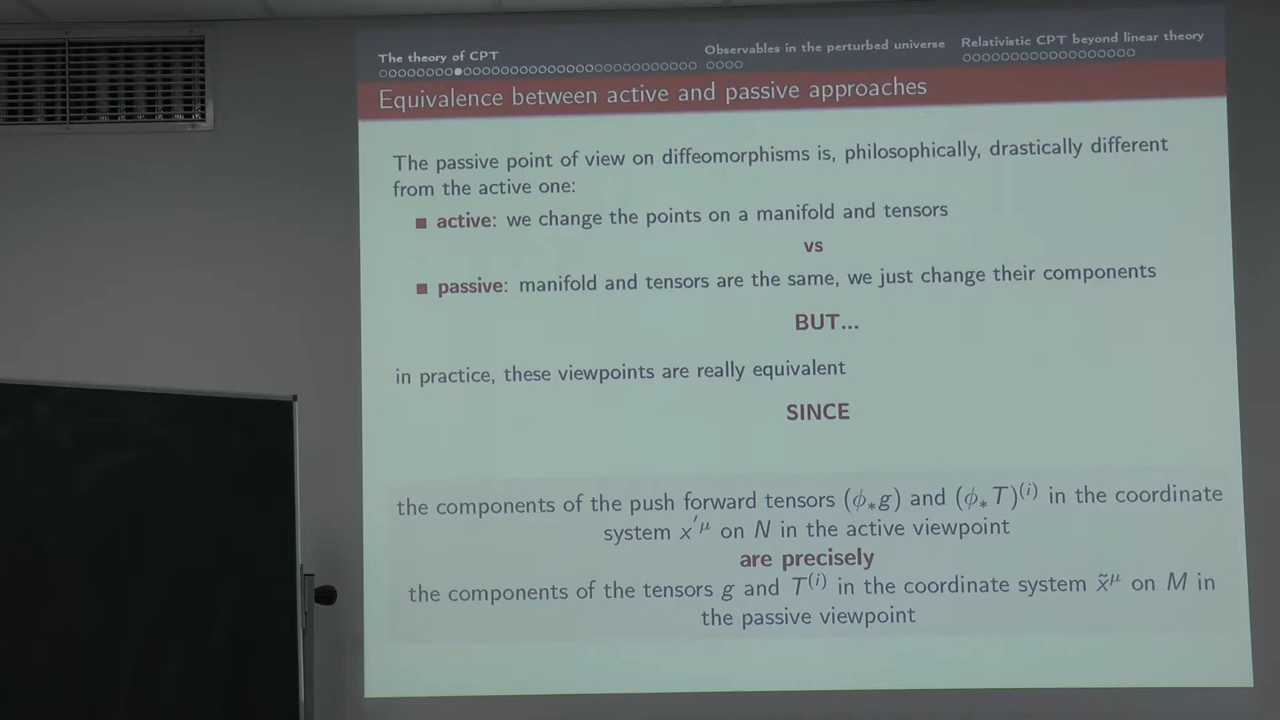 The theory of CPT
Observables in the perturbed universe
Relativistic CPT beyond linear theory
Equivalence between active and passive approaches
The passive point of view on diffeomorphisms is, philosophically, drastically different
from the active one:
active: we change the points on a manifold and tensors
vs
passive: manifold and tensors are the same, we just change their components
BUT...
in practice, these viewpoints are really equivalent
SINCE
the components of the push forward tensors (ϕ∗g) and (ϕ∗T)⁽ⁱ⁾ in the coordinate
system x′ᵘ on N in the active viewpoint
are precisely
the components of the tensors g and T⁽ⁱ⁾ in the coordinate system x̃ᵘ on M in
the passive viewpoint